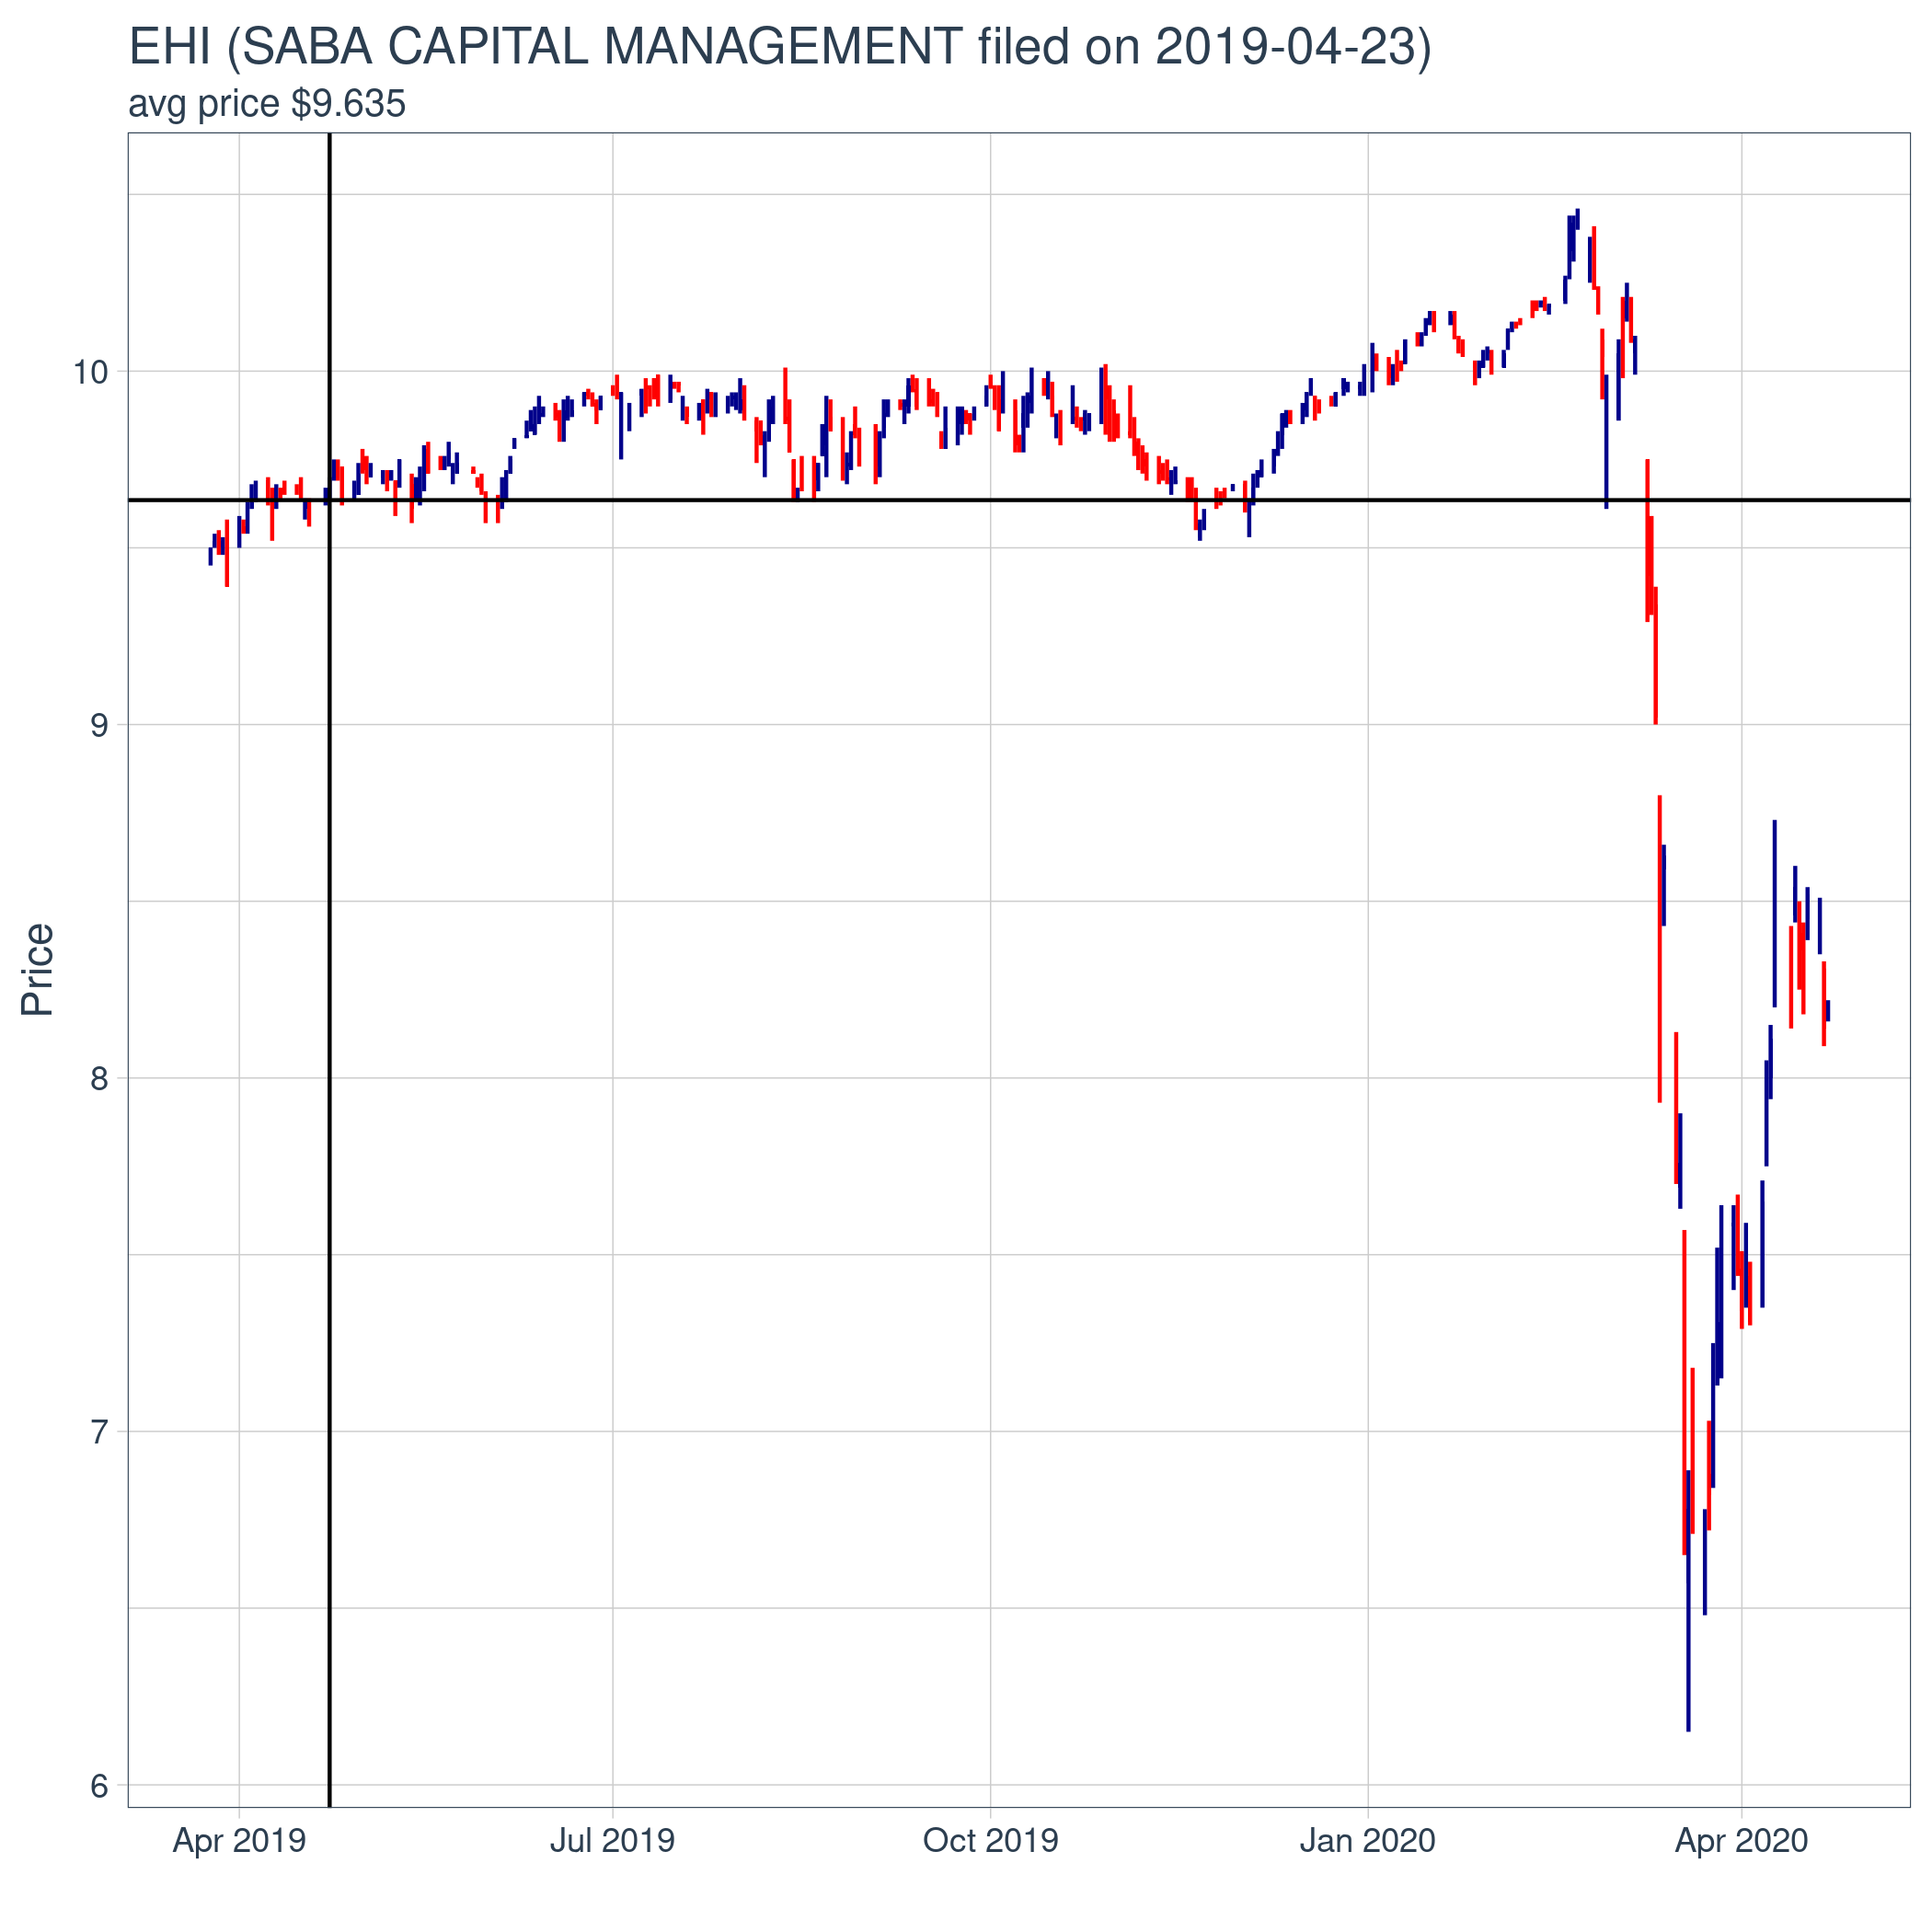 EHI (SABA CAPITAL MANAGEMENT filed on 2019-04-23)
avg price $9.635
10
9
8
7
6
Price
Apr 2019
Jul 2019
Oct 2019
Jan 2020
Apr 2020